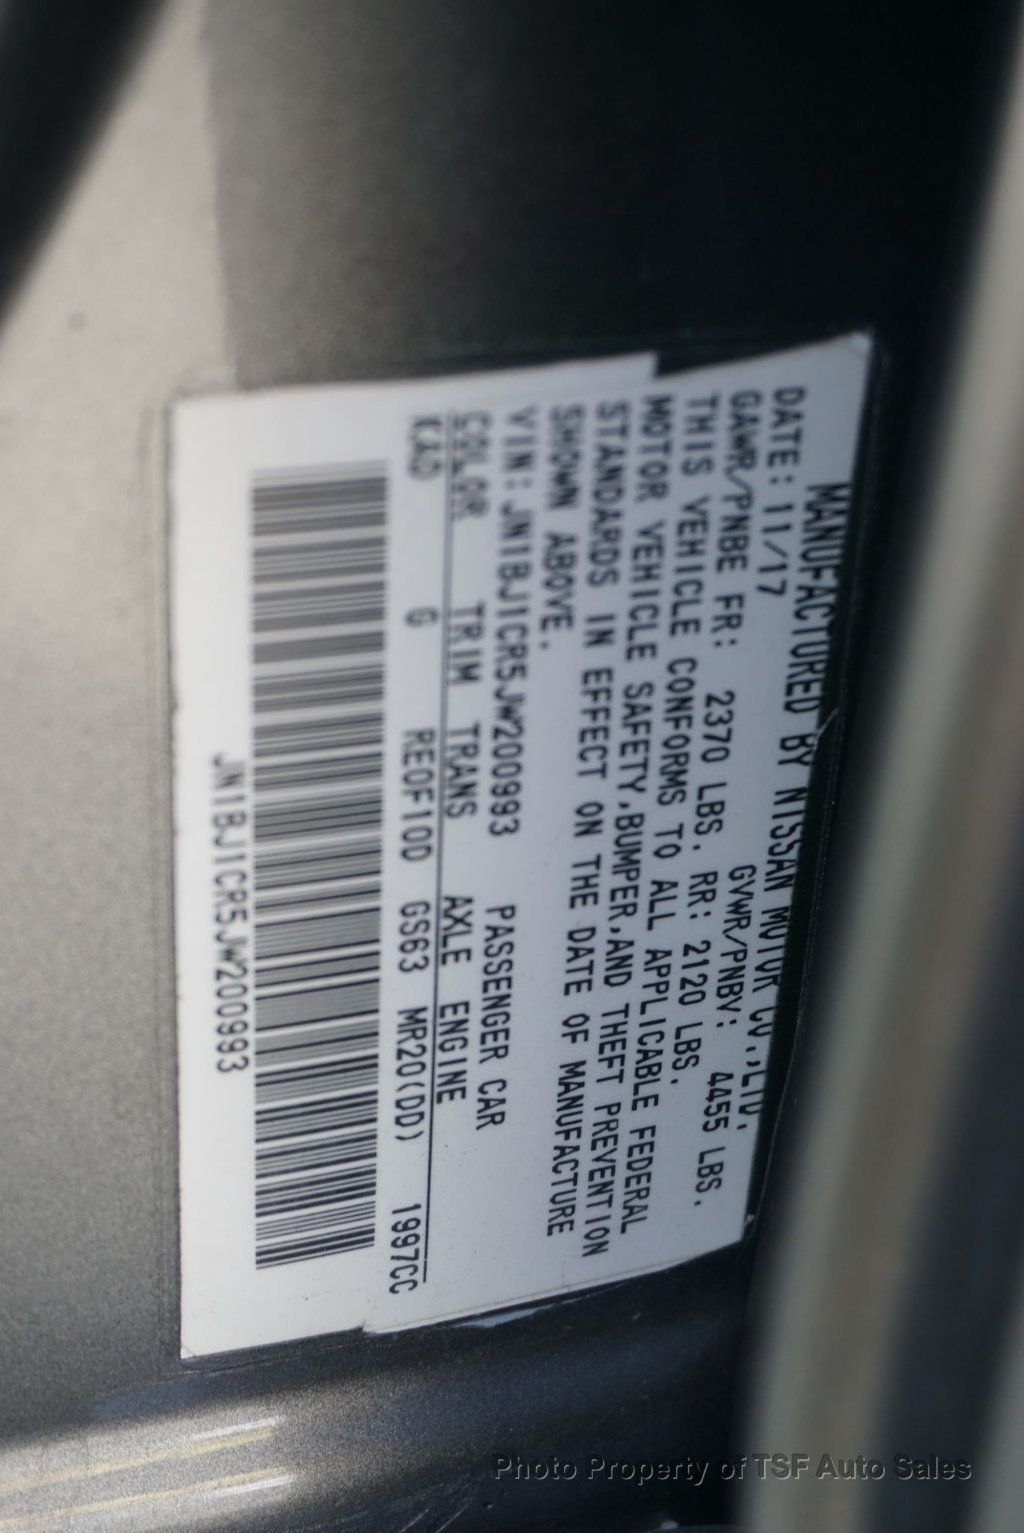 MANUFACTURED BY NISSAN MOTOR CO.,LTD.
DATE: 11/17 GVWR/PNBV: 4455 LBS.
GAWR/PNBE FR: 2370 LBS. RR: 2120 LBS.
THIS VEHICLE CONFORMS TO ALL APPLICABLE FEDERAL
MOTOR VEHICLE SAFETY,BUMPER,AND THEFT PREVENTION
STANDARDS IN EFFECT ON THE DATE OF MANUFACTURE
SHOWN ABOVE.
VIN: JN1BJ1CR5JW200993 PASSENGER CAR
COLOR TRIM TRANS AXLE ENGINE
KAD G RE0F10D GS63 MR20(DD) 1997CC
JN1BJ1CR5JW200993
Photo Property of TSF Auto Sales